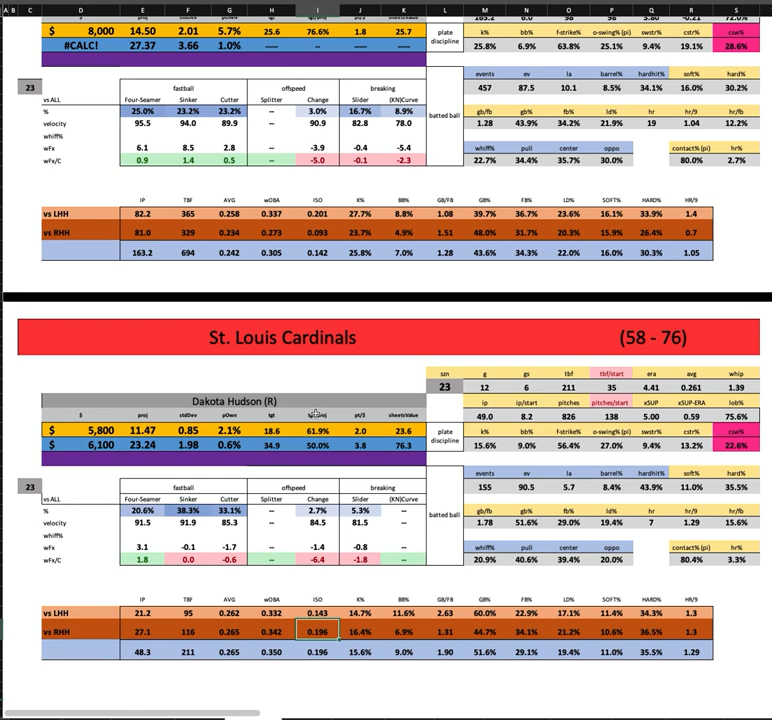 A B C D E F G H I J K L M N O P Q R S
163.2 6.0 98 98 3.80 -0.21 72.0%
$ 8,000 14.50 2.01 5.7% 25.6 76.6% 1.8 25.7 plate discipline k% bb% f-strike% o-swing% (pi) swstr% cstr% csw%
#CALC! 27.37 3.66 1.0% ---- -- ---- 25.8% 6.9% 63.8% 25.1% 9.4% 19.1% 28.6%
events ev la barrel% hardhit% soft% hard%
23 fastball offspeed breaking 457 87.5 10.1 8.5% 34.1% 16.0% 30.2%
vs ALL Four-Seamer Sinker Cutter Splitter Change Slider (KN)Curve
% 25.0% 23.2% 23.2% -- 3.0% 16.7% 8.9% batted ball gb/fb gb% fb% ld% hr hr/9 hr/fb
velocity 95.5 94.0 89.9 -- 90.9 82.8 78.0 1.28 43.9% 34.2% 21.9% 19 1.04 12.2%
whiff%
wFx 6.1 8.5 2.8 -- -3.9 -0.4 -5.4 whiff% pull center oppo contact% (pi) hr%
wFx/C 0.9 1.4 0.5 -- -5.0 -0.1 -2.3 22.7% 34.4% 35.7% 30.0% 80.0% 2.7%
IP TBF AVG wOBA ISO K% BB% GB/FB GB% FB% LD% SOFT% HARD% HR/9
vs LHH 82.2 365 0.258 0.337 0.201 27.7% 8.8% 1.08 39.7% 36.7% 23.6% 16.1% 33.9% 1.4
vs RHH 81.0 329 0.234 0.273 0.093 23.7% 4.9% 1.51 48.0% 31.7% 20.3% 15.9% 26.4% 0.7
163.2 694 0.242 0.305 0.142 25.8% 7.0% 1.28 43.6% 34.3% 22.0% 16.0% 30.3% 1.05
St. Louis Cardinals (58 - 76)
szn g gs tbf tbf/start era avg whip
23 12 6 211 35 4.41 0.261 1.39
Dakota Hudson (R) ip ip/start pitches pitches/start xSUP xSUP-ERA lob%
$ proj stdDev pOwn tgt pt/$ sheetsValue 49.0 8.2 826 138 5.00 0.59 75.6%
$ 5,800 11.47 0.85 2.1% 18.6 61.9% 2.0 23.6 plate discipline k% bb% f-strike% o-swing% (pi) swstr% cstr% csw%
$ 6,100 23.24 1.98 0.6% 34.9 50.0% 3.8 76.3 15.6% 9.0% 56.4% 27.0% 9.4% 13.2% 22.6%
events ev la barrel% hardhit% soft% hard%
23 fastball offspeed breaking 155 90.5 5.7 8.4% 43.9% 11.0% 35.5%
vs ALL Four-Seamer Sinker Cutter Splitter Change Slider (KN)Curve
% 20.6% 38.3% 33.1% -- 2.7% 5.3% -- batted ball gb/fb gb% fb% ld% hr hr/9 hr/fb
velocity 91.5 91.9 85.3 -- 84.5 81.5 -- 1.78 51.6% 29.0% 19.4% 7 1.29 15.6%
whiff%
wFx 3.1 -0.1 -1.7 -- -1.4 -0.8 -- whiff% pull center oppo contact% (pi) hr%
wFx/C 1.8 0.0 -0.6 -- -6.4 -1.8 -- 20.9% 40.6% 39.4% 20.0% 80.4% 3.3%
IP TBF AVG wOBA ISO K% BB% GB/FB GB% FB% LD% SOFT% HARD% HR/9
vs LHH 21.2 95 0.262 0.332 0.143 14.7% 11.6% 2.63 60.0% 22.9% 17.1% 11.4% 34.3% 1.3
vs RHH 27.1 116 0.265 0.342 0.196 16.4% 6.9% 1.31 44.7% 34.1% 21.2% 10.6% 36.5% 1.3
48.3 211 0.265 0.350 0.196 15.6% 9.0% 1.90 51.6% 29.1% 19.4% 11.0% 35.5% 1.29